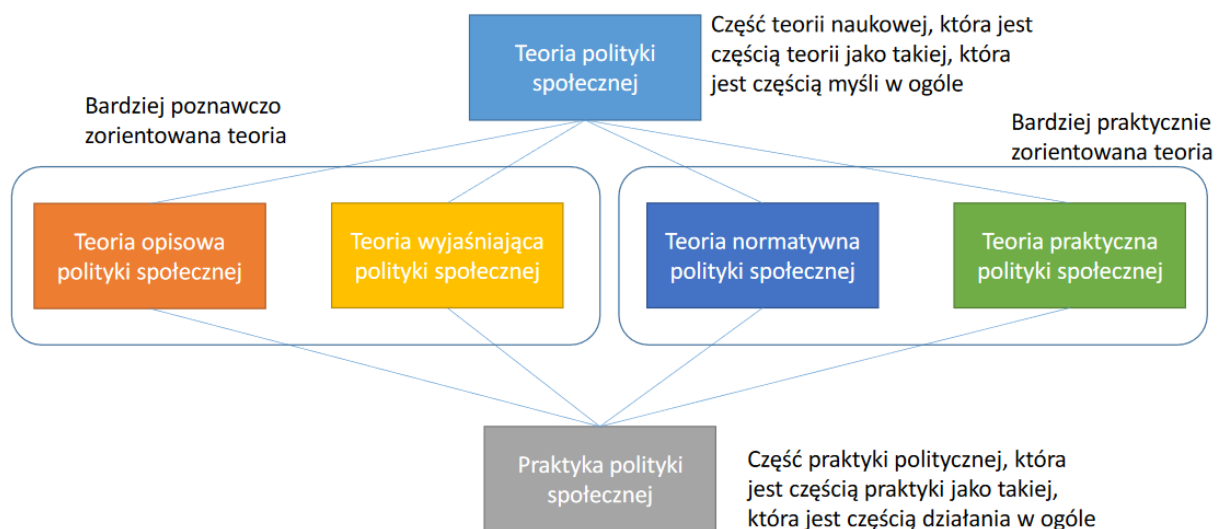 Teoria polityki
społecznej
Część teorii naukowej, która jest
częścią teorii jako takiej, która
jest częścią myśli w ogóle
Bardziej poznawczo
zorientowana teoria
Bardziej praktycznie
zorientowana teoria
Teoria opisowa
polityki społecznej
Teoria wyjaśniająca
polityki społecznej
Teoria normatywna
polityki społecznej
Teoria praktyczna
polityki społecznej
Praktyka polityki
społecznej
Część praktyki politycznej, która
jest częścią praktyki jako takiej,
która jest częścią działania w ogóle